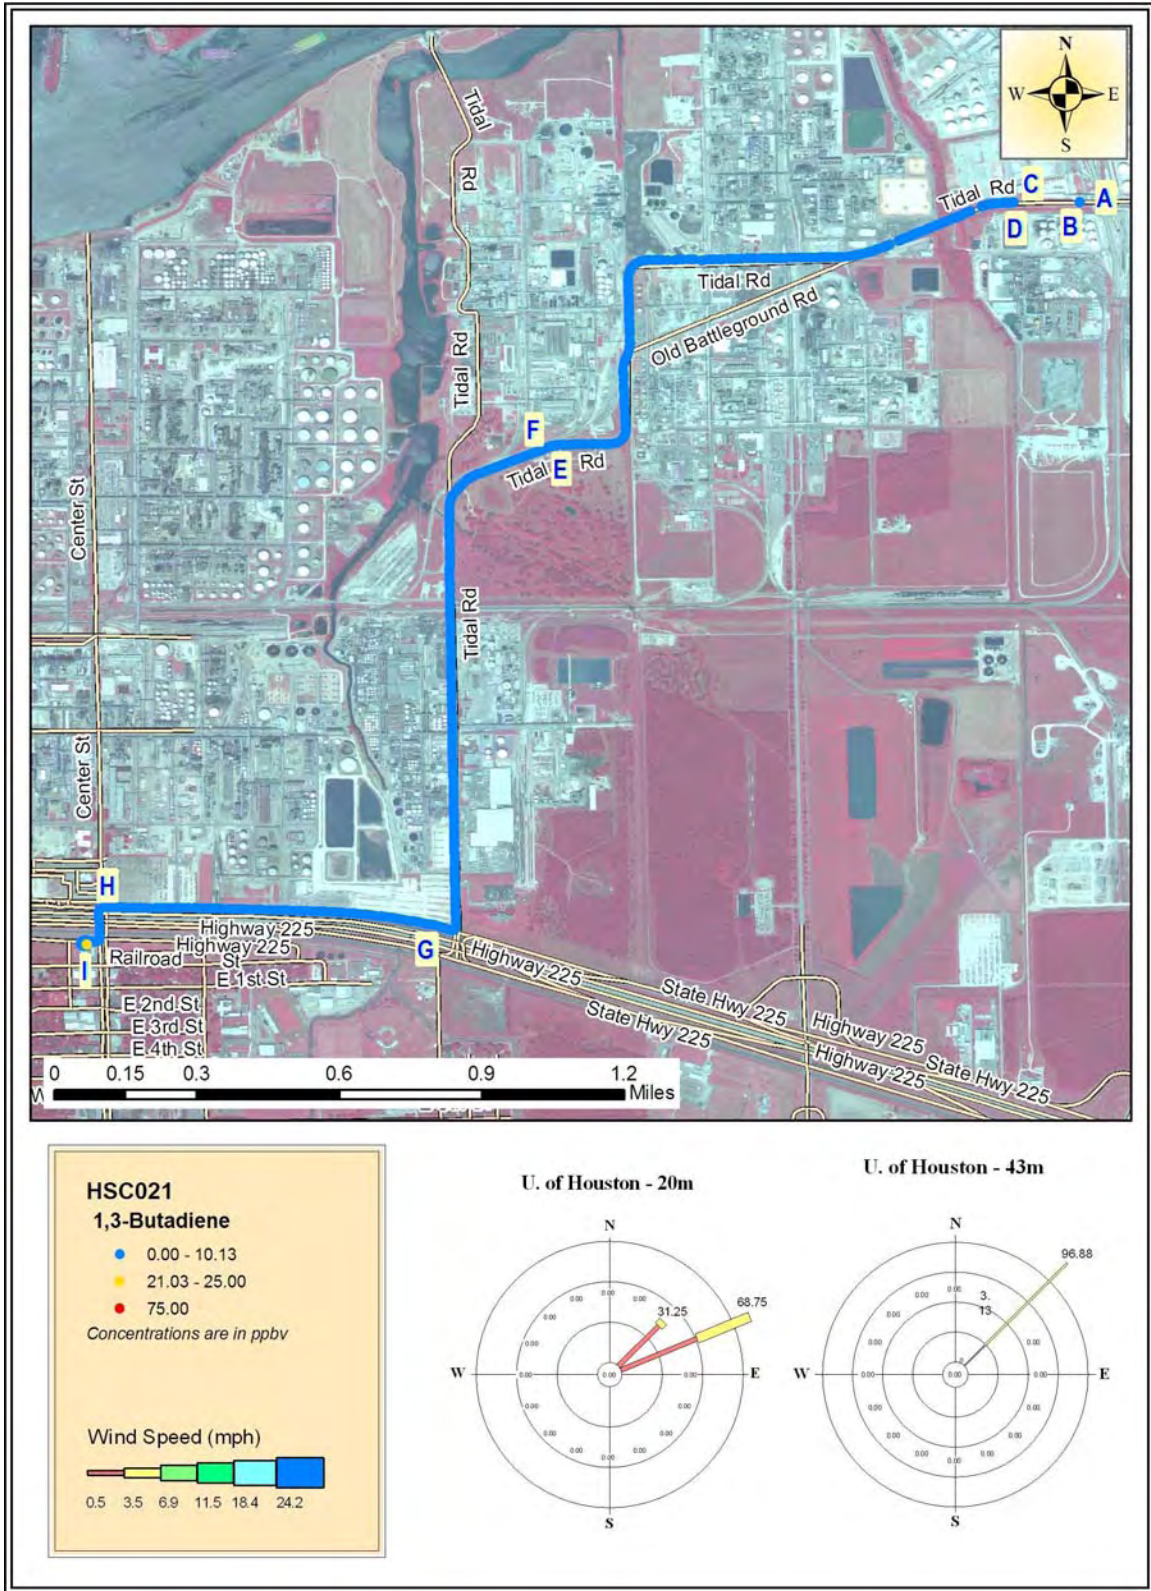 N
W E
S
Tidal
Rd
Tidal Rd
C
A
D
B
Tidal Rd
Old Battleground Rd
Tidal Rd
F
Tidal Rd
E
Center St
Tidal Rd
Center St
H
Highway 225
Highway 225
G
I
Railroad St
E 1st St
Highway 225
State Hwy 225
Highway 225
State Hwy 225
E 2nd St
E 3rd St
State Hwy 225
Highway 225
E 4th St
0 0.15 0.3 0.6 0.9 1.2
Miles
HSC021
1,3-Butadiene
0.00 - 10.13
21.03 - 25.00
75.00
Concentrations are in ppbv
Wind Speed (mph)
0.5 3.5 6.9 11.5 18.4 24.2
U. of Houston - 20m
N
31.25
68.75
0.00
W E
S
U. of Houston - 43m
N
96.88
3.
13
0.00
W E
S